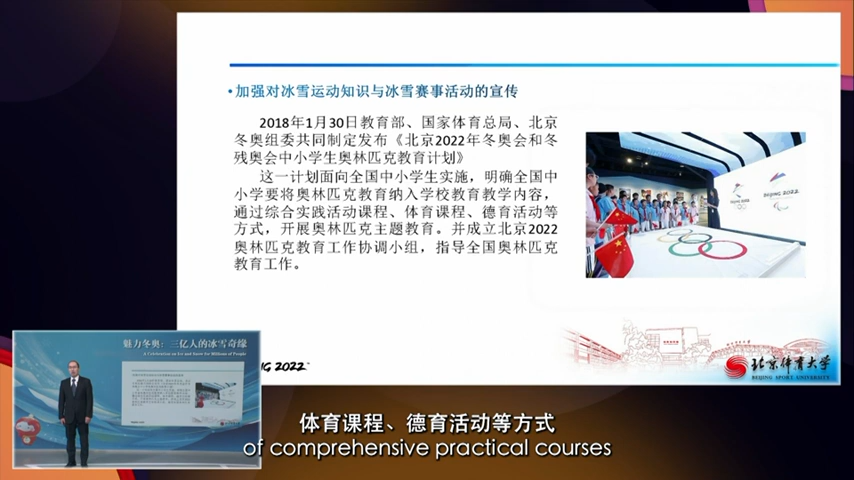 •加强对冰雪运动知识与冰雪赛事活动的宣传
2018年1月30日教育部、国家体育总局、北京
冬奥组委共同制定发布《北京2022年冬奥会和冬
残奥会中小学生奥林匹克教育计划》
这一计划面向全国中小学生实施，明确全国中
小学要将奥林匹克教育纳入学校教育教学内容，
通过综合实践活动课程、体育课程、德育活动等
方式，开展奥林匹克主题教育。并成立北京2022
奥林匹克教育工作协调小组，指导全国奥林匹克
教育工作。
BEIJING 2022
BEIJING 2022
北京体育大学
BEIJING SPORT UNIVERSITY
魅力冬奥：三亿人的冰雪奇缘
A Celebration on Ice and Snow for Millions of People
2022
体育课程、德育活动等方式
of comprehensive practical courses